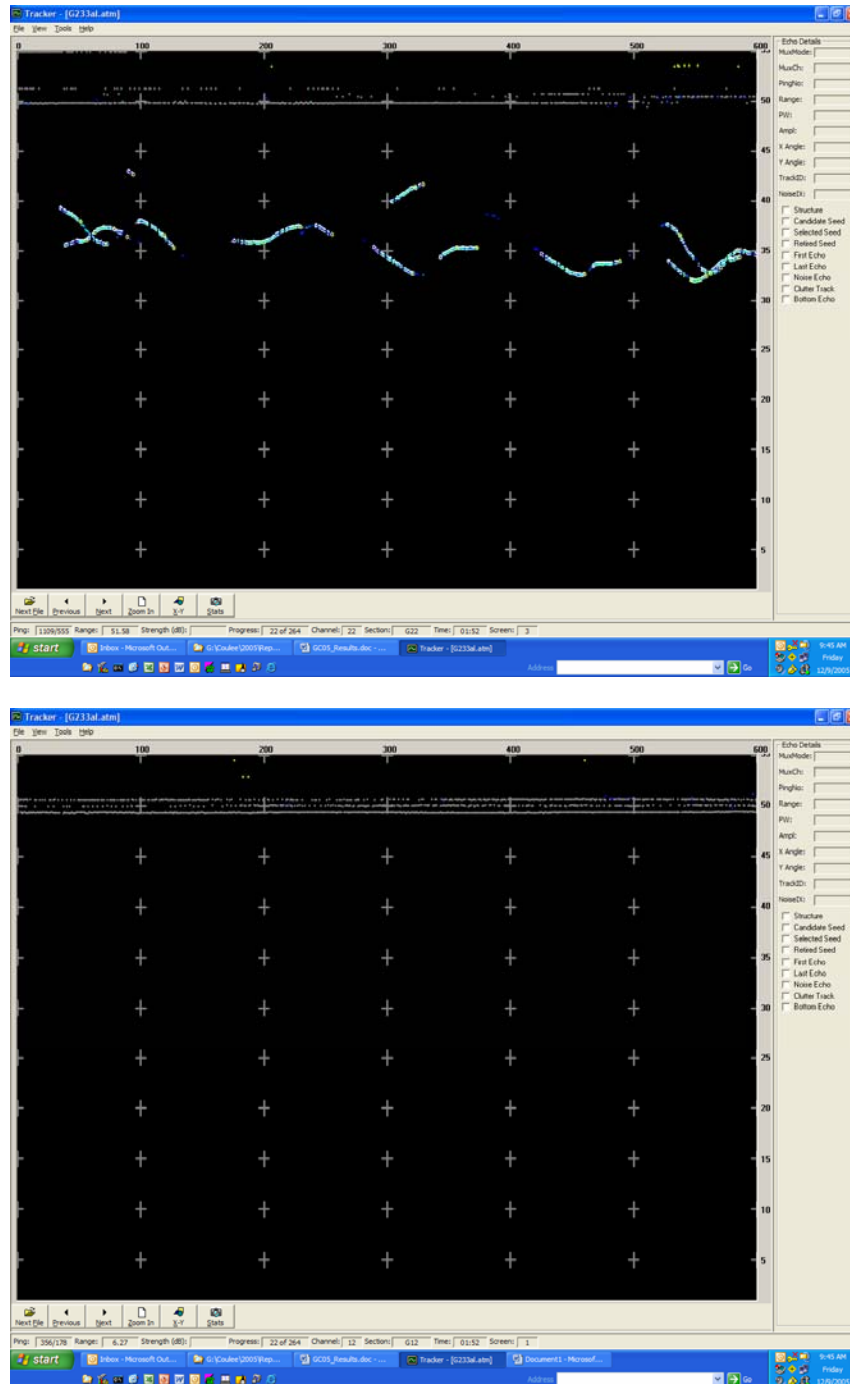 Tracker - [G233al.atm]
File View Tools Help
0 100 200 300 400 500 600
50
45
40
35
30
25
20
15
10
5
Echo Details
MuxMode:
MuxCh:
PingNo:
Range:
PW:
Ampl:
X Angle:
Y Angle:
TrackID:
NoiseIX:
Structure
Candidate Seed
Selected Seed
Retired Seed
First Echo
Last Echo
Noise Echo
Clutter Track
Bottom Echo
Next File Previous Next Zoom In X-Y Stats
Ping: 1109/555 Range: 51.58 Strength (dB): Progress: 22 of 264 Channel: 22 Section: G22 Time: 01:52 Screen: 3
start Inbox - Microsoft Out... G:\Coulee\2005\Rep... GC05_Results.doc - ... Tracker - [G233al.atm]
Address Go
9:45 AM
Friday
12/9/2005
Tracker - [G233al.atm]
File View Tools Help
0 100 200 300 400 500 600
50
45
40
35
30
25
20
15
10
5
Echo Details
MuxMode:
MuxCh:
PingNo:
Range:
PW:
Ampl:
X Angle:
Y Angle:
TrackID:
NoiseIX:
Structure
Candidate Seed
Selected Seed
Retired Seed
First Echo
Last Echo
Noise Echo
Clutter Track
Bottom Echo
Next File Previous Next Zoom In X-Y Stats
Ping: 356/178 Range: 6.27 Strength (dB): Progress: 22 of 264 Channel: 12 Section: G12 Time: 01:52 Screen: 1
start Inbox - Microsoft Out... G:\Coulee\2005\Rep... GC05_Results.doc - ... Tracker - [G233al.atm] Document1 - Microsof...
Address Go
9:45 AM
Friday
12/9/2005